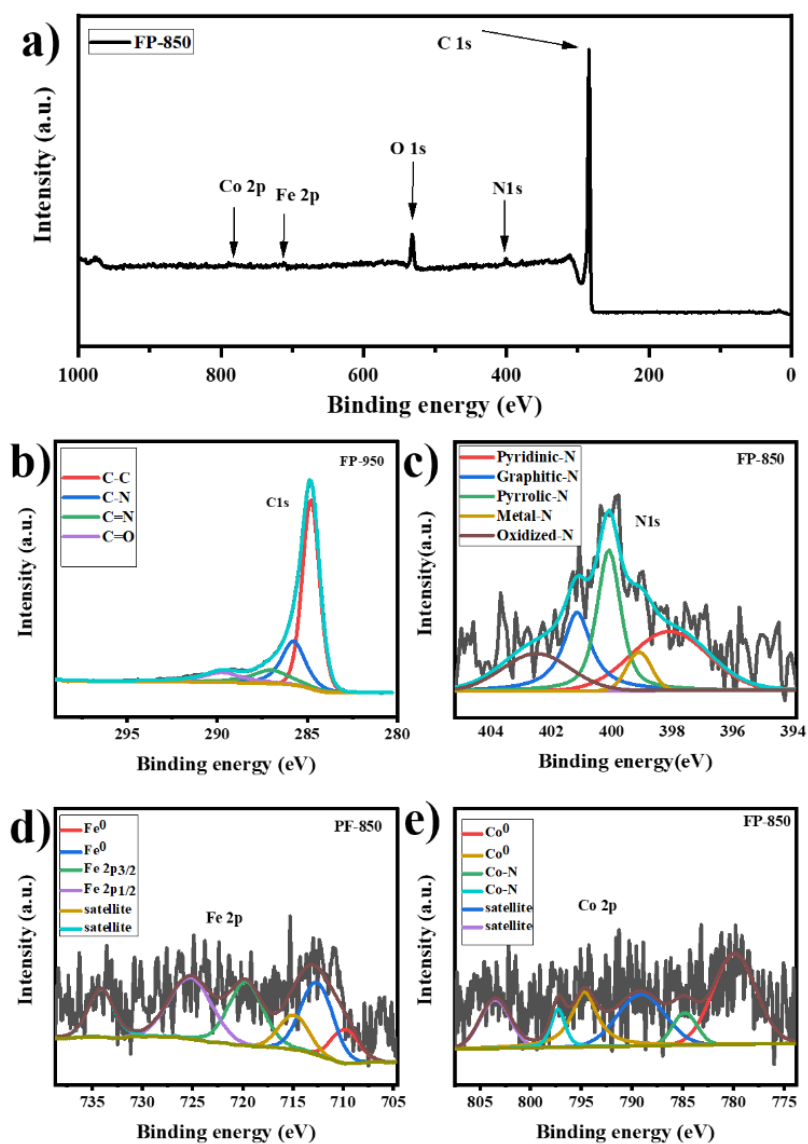 a)
FP-850
C 1s
O 1s
Co 2p
Fe 2p
N1s
Intensity (a.u.)
1000 800 600 400 200 0
Binding energy (eV)
b)
FP-950
C-C
C-N
C=N
C=O
C1s
Intensity (a.u.)
295 290 285 280
Binding energy (eV)
c)
FP-850
Pyridinic-N
Graphitic-N
Pyrrolic-N
Metal-N
Oxidized-N
N1s
Intensity(a.u.)
404 402 400 398 396 394
Binding energy(eV)
d)
PF-850
Fe⁰
Fe⁰
Fe 2p3/2
Fe 2p1/2
satellite
satellite
Fe 2p
Intensity (a.u.)
735 730 725 720 715 710 705
Binding energy (eV)
e)
FP-850
Co⁰
Co⁰
Co-N
Co-N
satellite
satellite
Co 2p
Intensity (a.u.)
805 800 795 790 785 780 775
Binding energy (eV)